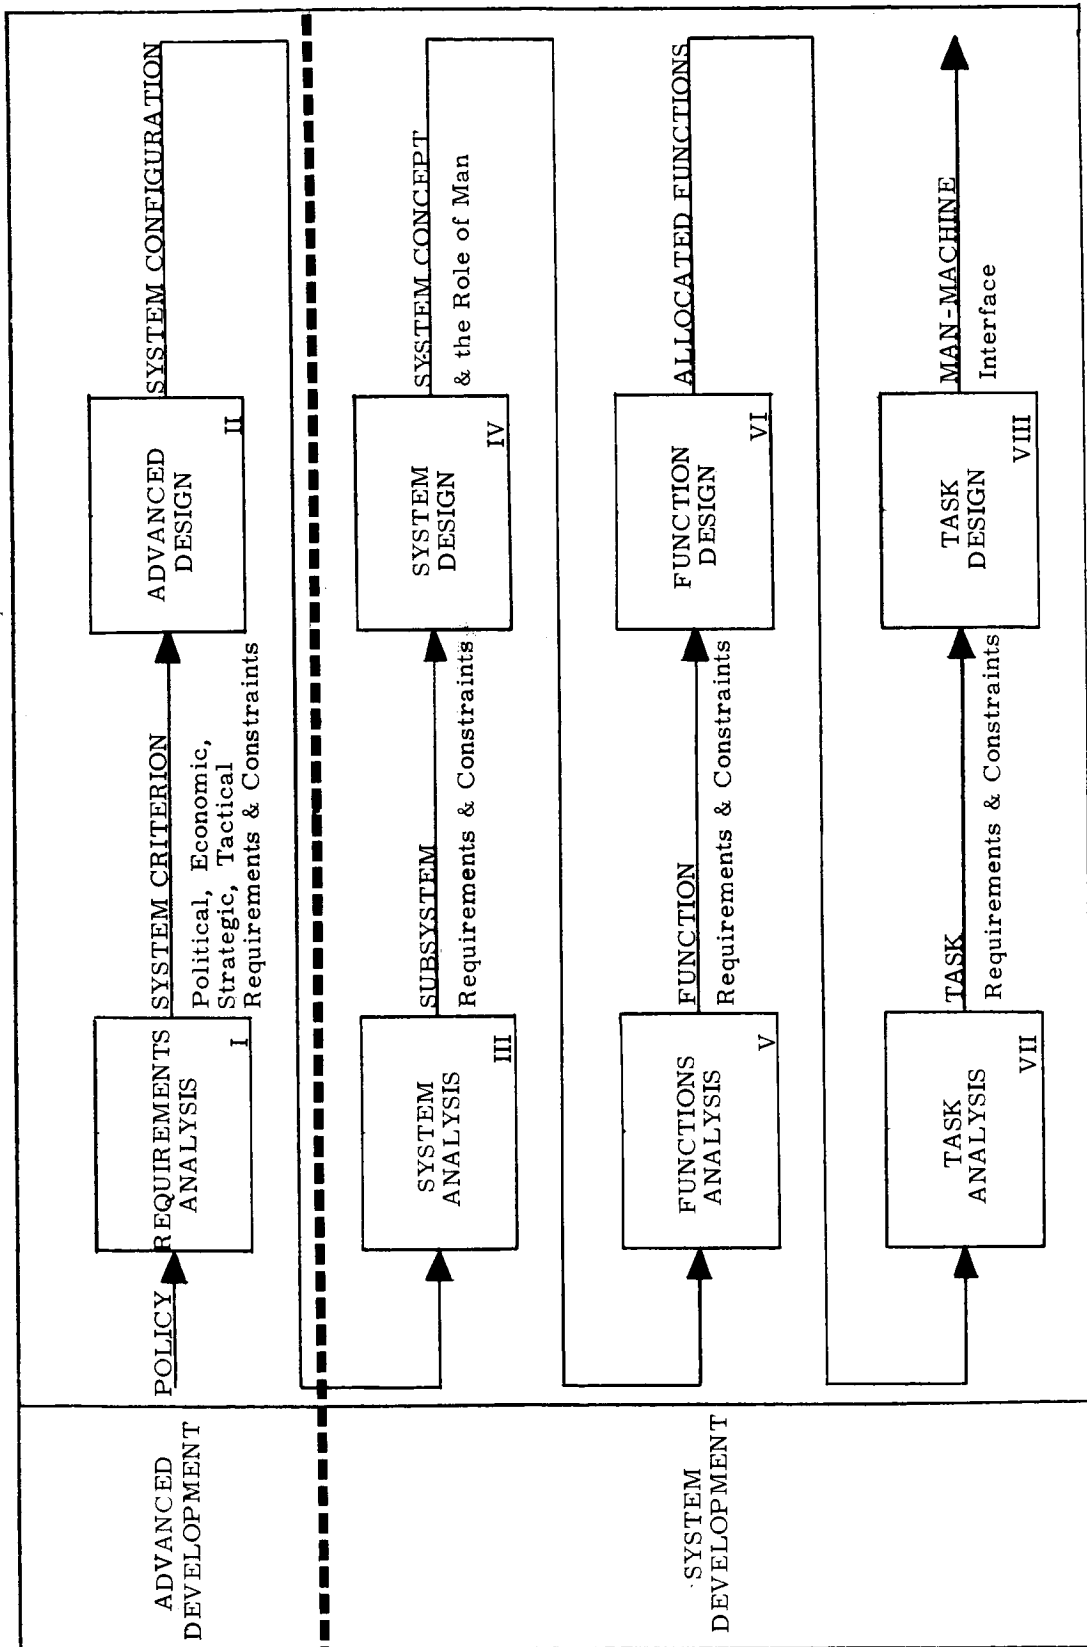 ADVANCED
DEVELOPMENT
POLICY
REQUIREMENTS
ANALYSIS
I
SYSTEM CRITERION
Political, Economic,
Strategic, Tactical
Requirements & Constraints
ADVANCED
DESIGN
II
SYSTEM CONFIGURATION
SYSTEM
DEVELOPMENT
SYSTEM
ANALYSIS
III
SUBSYSTEM
Requirements & Constraints
SYSTEM
DESIGN
IV
SYSTEM CONCEPT
& the Role of Man
FUNCTIONS
ANALYSIS
V
FUNCTION
Requirements & Constraints
FUNCTION
DESIGN
VI
ALLOCATED FUNCTIONS
TASK
ANALYSIS
VII
TASK
Requirements & Constraints
TASK
DESIGN
VIII
MAN-MACHINE
Interface